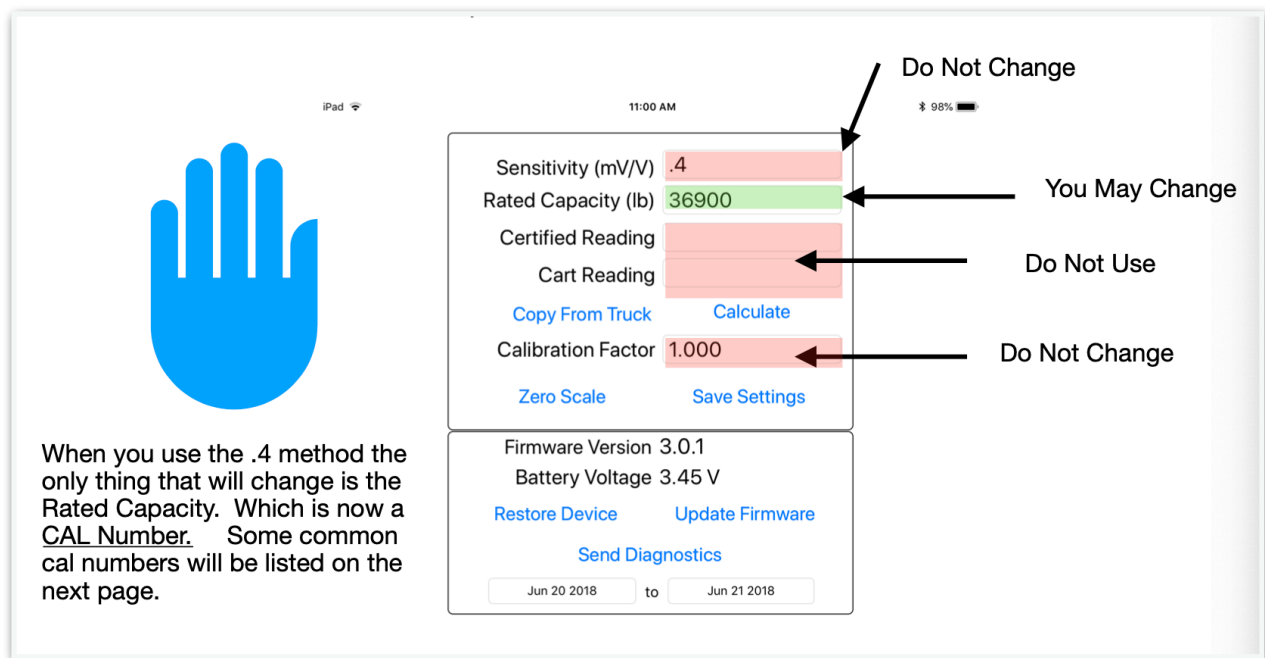 Do Not Change
iPad 11:00 AM 98%
Sensitivity (mV/V) .4
Rated Capacity (lb) 36900
You May Change
Certified Reading
Do Not Use
Cart Reading
Copy From Truck Calculate
Calibration Factor 1.000
Do Not Change
Zero Scale Save Settings
When you use the .4 method the
only thing that will change is the
Rated Capacity. Which is now a
CAL Number. Some common
cal numbers will be listed on the
next page.
Firmware Version 3.0.1
Battery Voltage 3.45 V
Restore Device Update Firmware
Send Diagnostics
Jun 20 2018 to Jun 21 2018